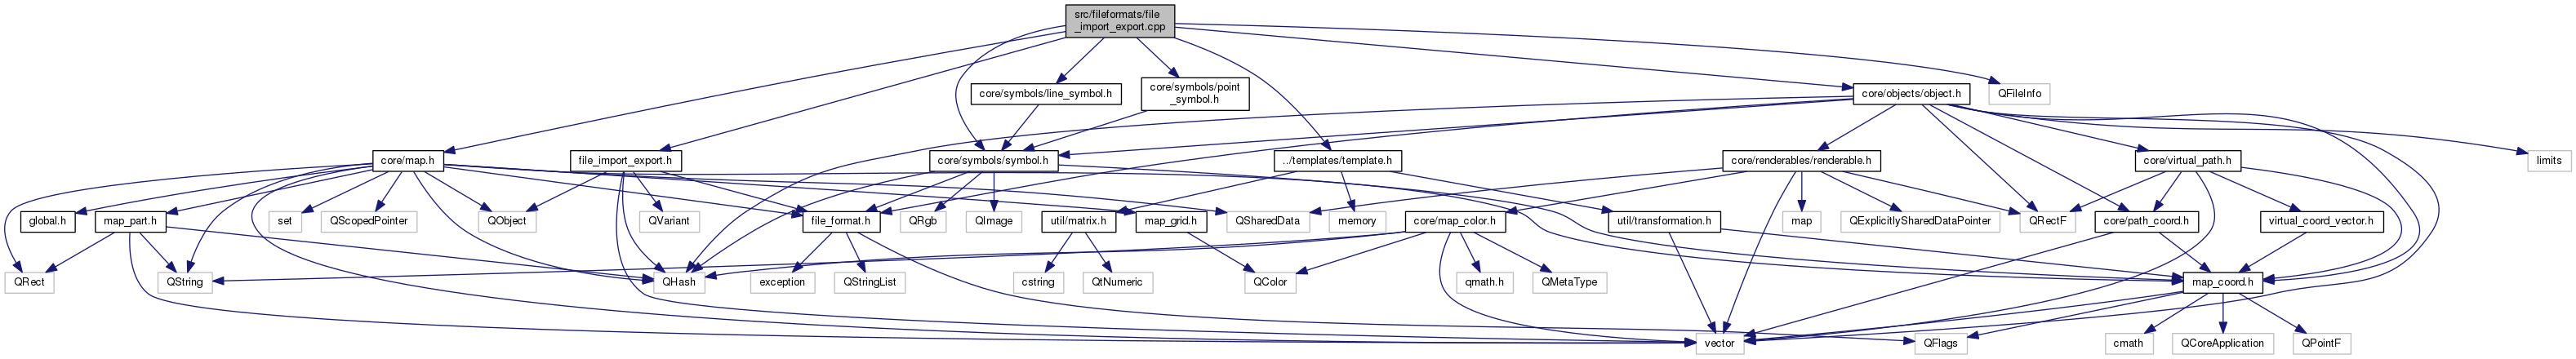 src/fileformats/file
_import_export.cpp
core/symbols/line_symbol.h
core/symbols/point
_symbol.h
core/objects/object.h
QFileInfo
core/map.h
file_import_export.h
core/symbols/symbol.h
../templates/template.h
core/renderables/renderable.h
core/virtual_path.h
limits
global.h
map_part.h
set
QScopedPointer
QObject
QVariant
file_format.h
QRgb
QImage
util/matrix.h
map_grid.h
QSharedData
memory
core/map_color.h
util/transformation.h
map
QExplicitlySharedDataPointer
QRectF
core/path_coord.h
virtual_coord_vector.h
QRect
QString
QHash
exception
QStringList
cstring
QtNumeric
QColor
qmath.h
QMetaType
map_coord.h
vector
QFlags
cmath
QCoreApplication
QPointF